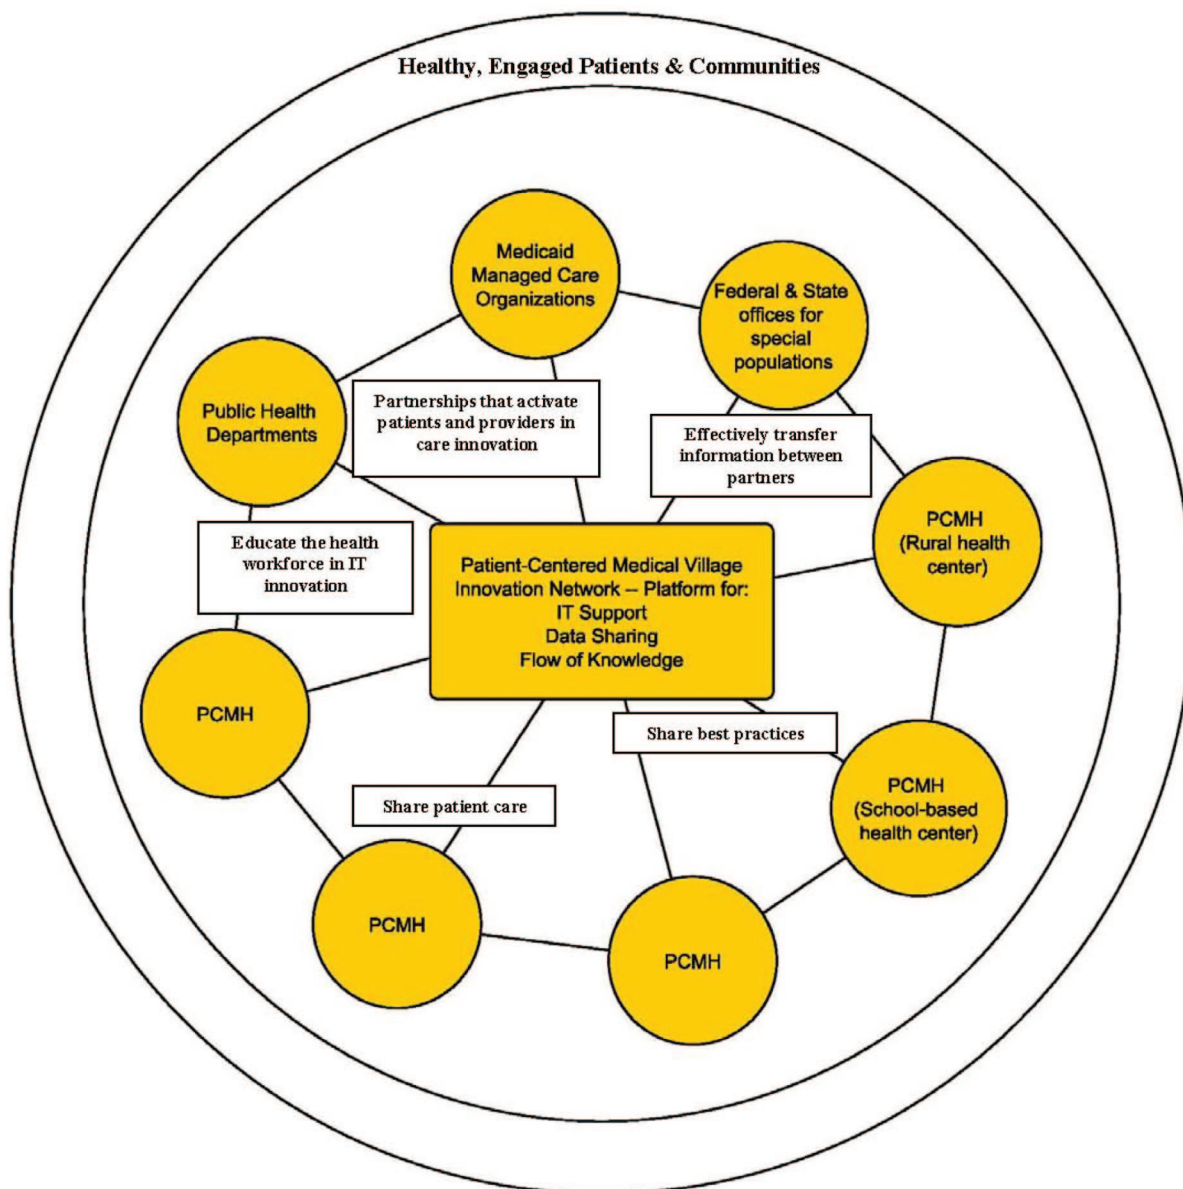 Healthy, Engaged Patients & Communities
Medicaid
Managed Care
Organizations
Federal & State
offices for
special
populations
Public Health
Departments
Partnerships that activate
patients and providers in
care innovation
Effectively transfer
information between
partners
PCMH
(Rural health
center)
Educate the health
workforce in IT
innovation
Patient-Centered Medical Village
Innovation Network -- Platform for:
IT Support
Data Sharing
Flow of Knowledge
PCMH
Share best practices
PCMH
(School-based
health center)
Share patient care
PCMH
PCMH